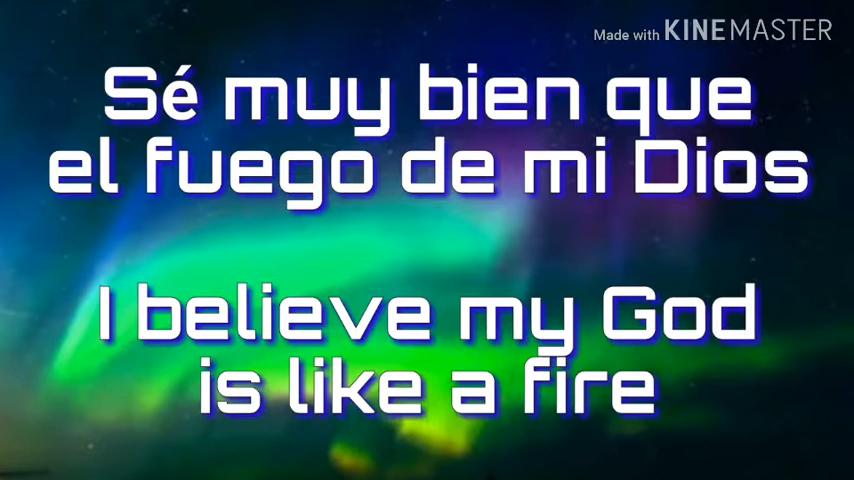 Made with KINEMASTER
Sé muy bien que
el fuego de mi Dios
I believe my God
is like a fire